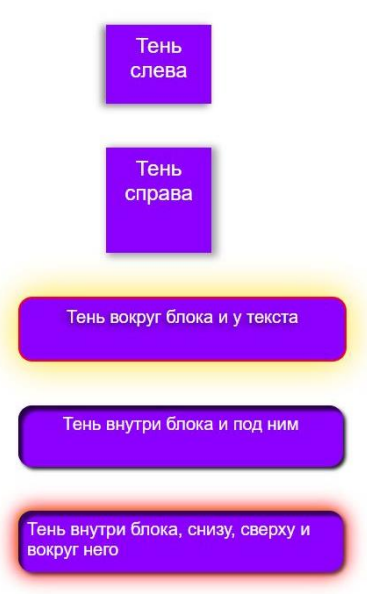 Тень
слева
Тень
справа
Тень вокруг блока и у текста
Тень внутри блока и под ним
Тень внутри блока, снизу, сверху и
вокруг него